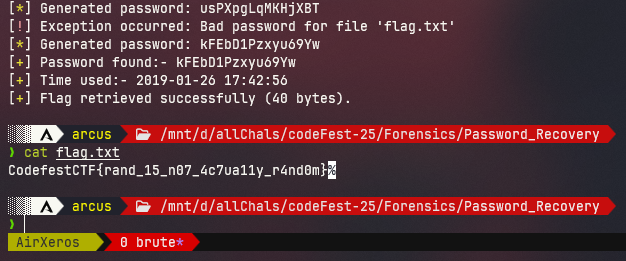 [*] Generated password: usPXpgLqMKHjXBT
[!] Exception occurred: Bad password for file 'flag.txt'
[*] Generated password: kFEbD1Pzxyu69Yw
[+] Password found:- kFEbD1Pzxyu69Yw
[+] Time used:- 2019-01-26 17:42:56
[+] Flag retrieved successfully (40 bytes).
arcus /mnt/d/allChals/codeFest-25/Forensics/Password_Recovery
❯ cat flag.txt
CodefestCTF{rand_15_n07_4c7ua11y_r4nd0m}%
arcus /mnt/d/allChals/codeFest-25/Forensics/Password_Recovery
❯
AirXeros 0 brute*